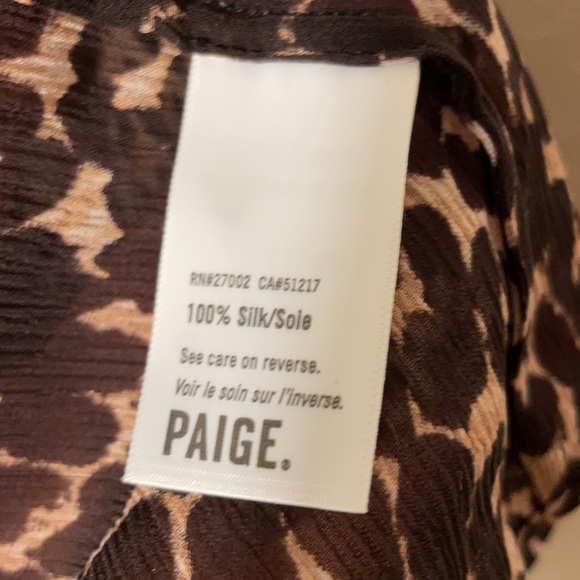 RN#27002 CA#51217
100% Silk/Soie
See care on reverse.
Voir le soin sur l'inverse.
PAIGE.®